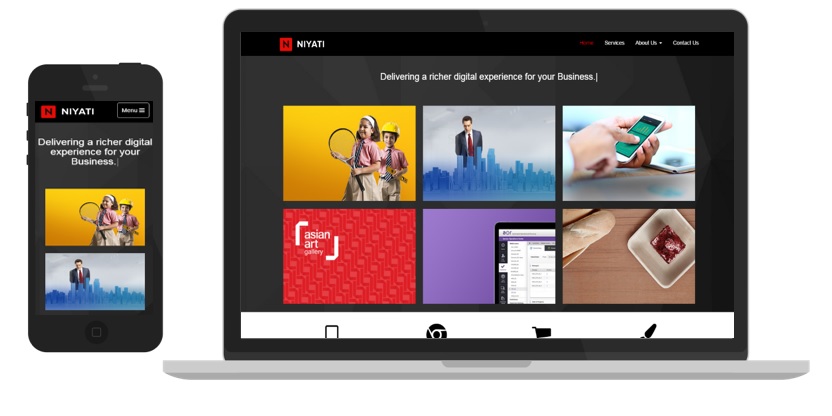 N NIYATI
Menu
Delivering a richer digital
experience for your
Business.
N NIYATI
Home Services About Us Contact Us
Delivering a richer digital experience for your Business.
asian
art
gallery